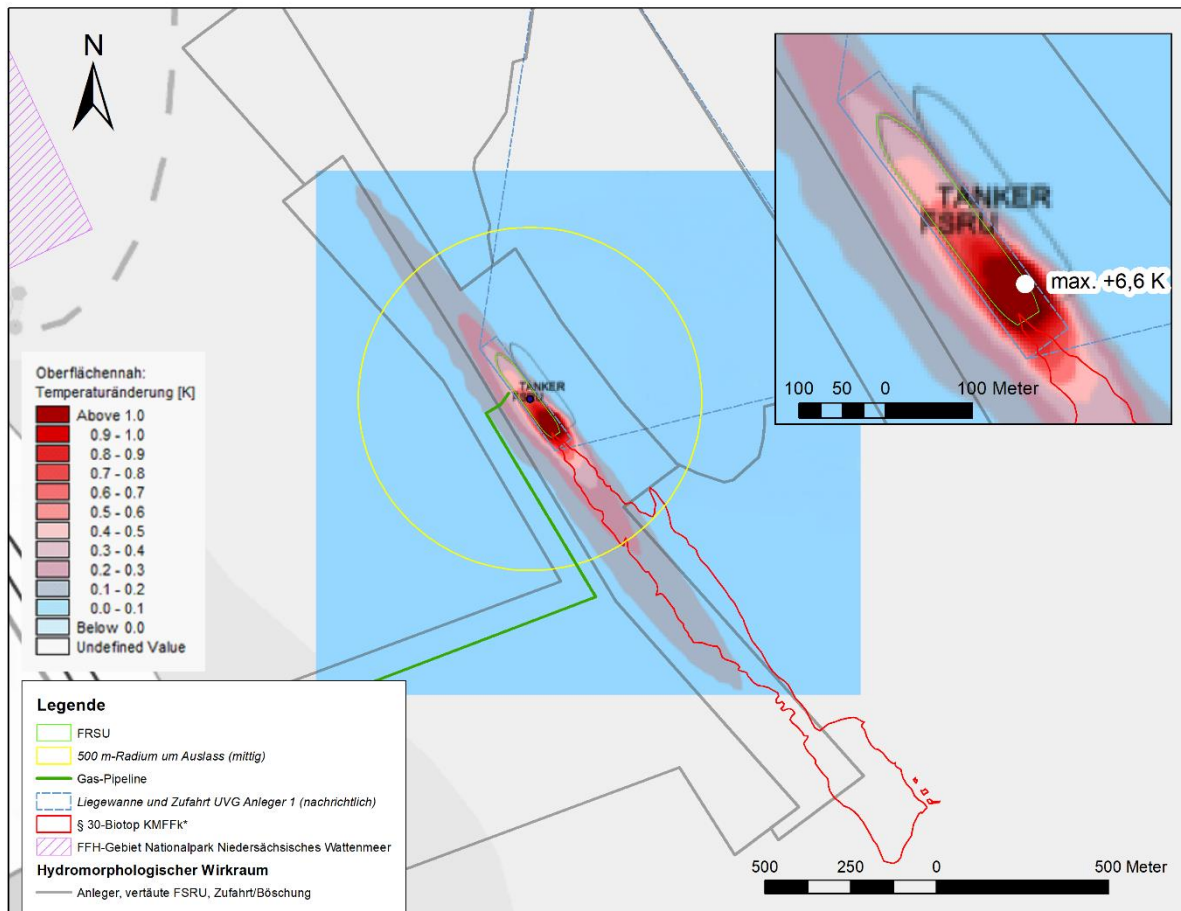 N
TANKER
FSRU
max. +6,6 K
100 50 0 100 Meter
TANKER
FSRU
Oberflächennah:
Temperaturänderung [K]
Above 1.0
0.9 - 1.0
0.8 - 0.9
0.7 - 0.8
0.6 - 0.7
0.5 - 0.6
0.4 - 0.5
0.3 - 0.4
0.2 - 0.3
0.1 - 0.2
0.0 - 0.1
Below 0.0
Undefined Value
Legende
FRSU
500 m-Radium um Auslass (mittig)
Gas-Pipeline
Liegewanne und Zufahrt UVG Anleger 1 (nachrichtlich)
§ 30-Biotop KMFFk*
FFH-Gebiet Nationalpark Niedersächsisches Wattenmeer
Hydromorphologischer Wirkraum
Anleger, vertäute FSRU, Zufahrt/Böschung
500 250 0 500 Meter